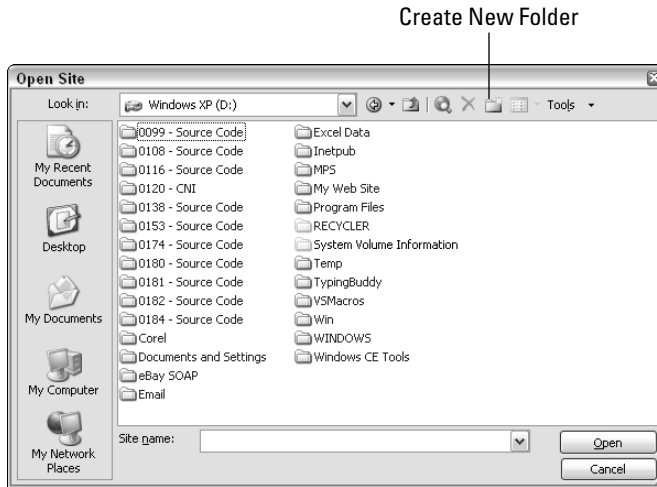 Create New Folder
Open Site
Look in:
Windows XP (D:)
Tools
My Recent
Documents
Desktop
My Documents
My Computer
My Network
Places
0099 - Source Code
0108 - Source Code
0116 - Source Code
0120 - CNI
0138 - Source Code
0153 - Source Code
0174 - Source Code
0180 - Source Code
0181 - Source Code
0182 - Source Code
0184 - Source Code
Corel
Documents and Settings
eBay SOAP
Email
Excel Data
Inetpub
MPS
My Web Site
Program Files
RECYCLER
System Volume Information
Temp
TypingBuddy
VSMacros
Win
WINDOWS
Windows CE Tools
Site name:
Open
Cancel